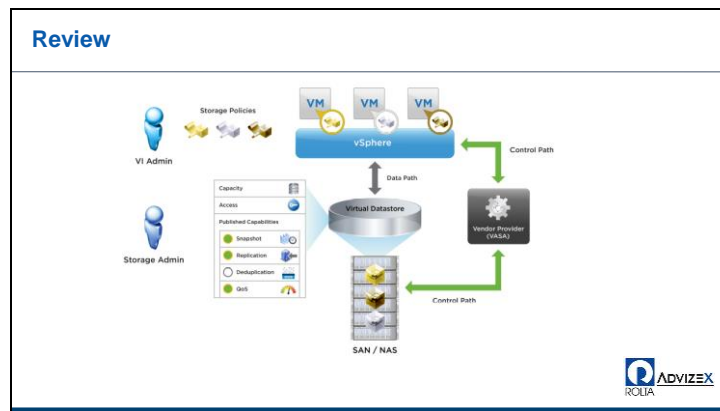 Review
Storage Policies
VM
VM
VM
VI Admin
vSphere
Control Path
Data Path
Capacity
Access
Published Capabilities
Snapshot
Replication
Deduplication
QoS
Virtual Datastore
Vendor Provider
(VASA)
Storage Admin
Control Path
SAN / NAS
ROLTA
ADVIZEX